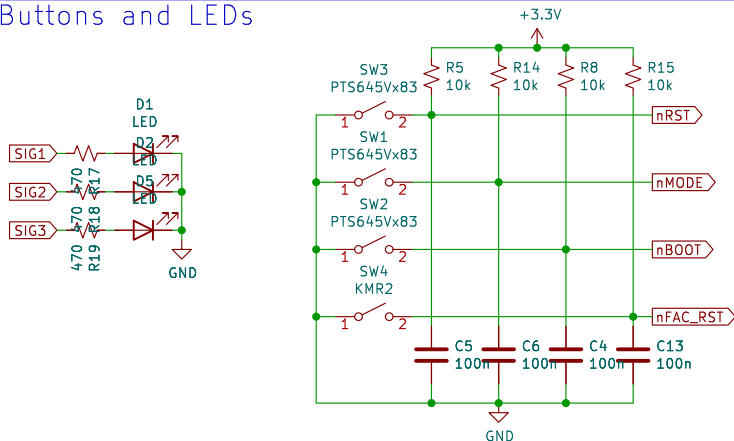 Buttons and LEDs
+3.3V
SW3
PTS645Vx83
1 2
R5
10k
R14
10k
R8
10k
R15
10k
nRST
D1
LED
SIG1
470
R17
D2
LED
SIG2
470
R18
D5
LED
SIG3
470
R19
GND
SW1
PTS645Vx83
1 2
nMODE
SW2
PTS645Vx83
1 2
nBOOT
SW4
KMR2
1 2
nFAC_RST
C5
100n
C6
100n
C4
100n
C13
100n
GND